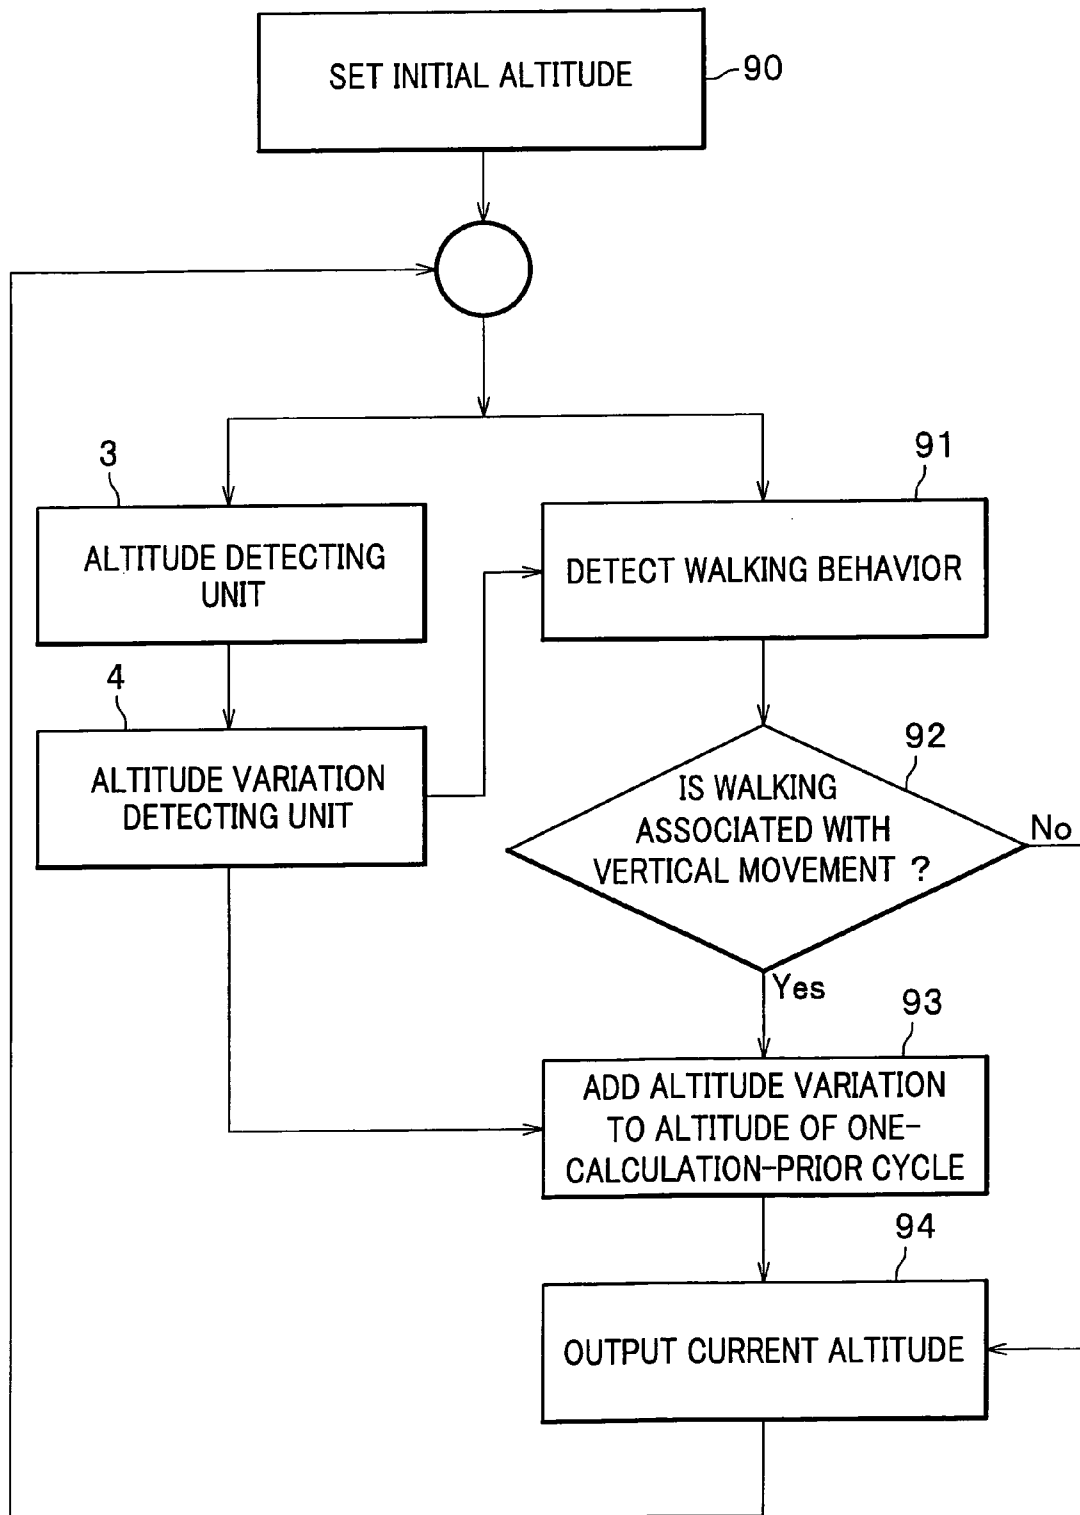 SET INITIAL ALTITUDE
90
3
ALTITUDE DETECTING
UNIT
91
DETECT WALKING BEHAVIOR
4
ALTITUDE VARIATION
DETECTING UNIT
92
IS WALKING
ASSOCIATED WITH
VERTICAL MOVEMENT ?
No
Yes
93
ADD ALTITUDE VARIATION
TO ALTITUDE OF ONE-
CALCULATION-PRIOR CYCLE
94
OUTPUT CURRENT ALTITUDE